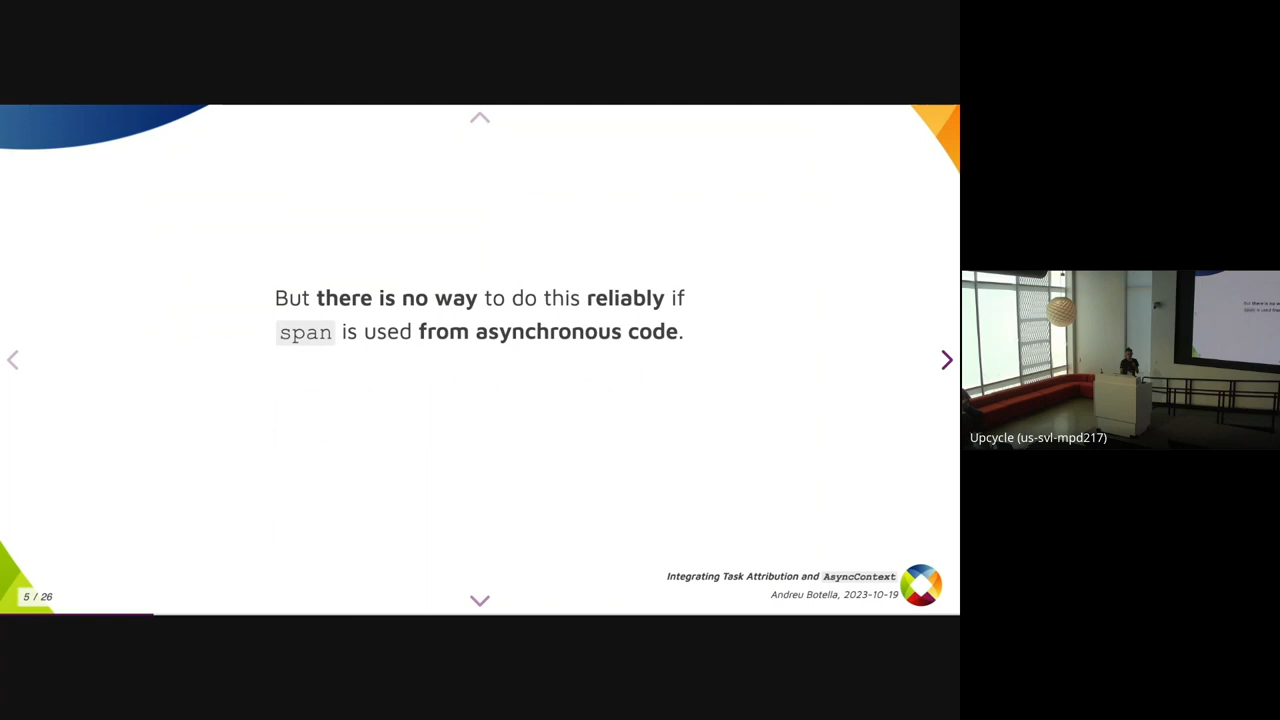 But there is no way to do this reliably if
span is used from asynchronous code.
Integrating Task Attribution and AsyncContext
Andreu Botella, 2023-10-19
5 / 26
Upcycle (us-svl-mpd217)